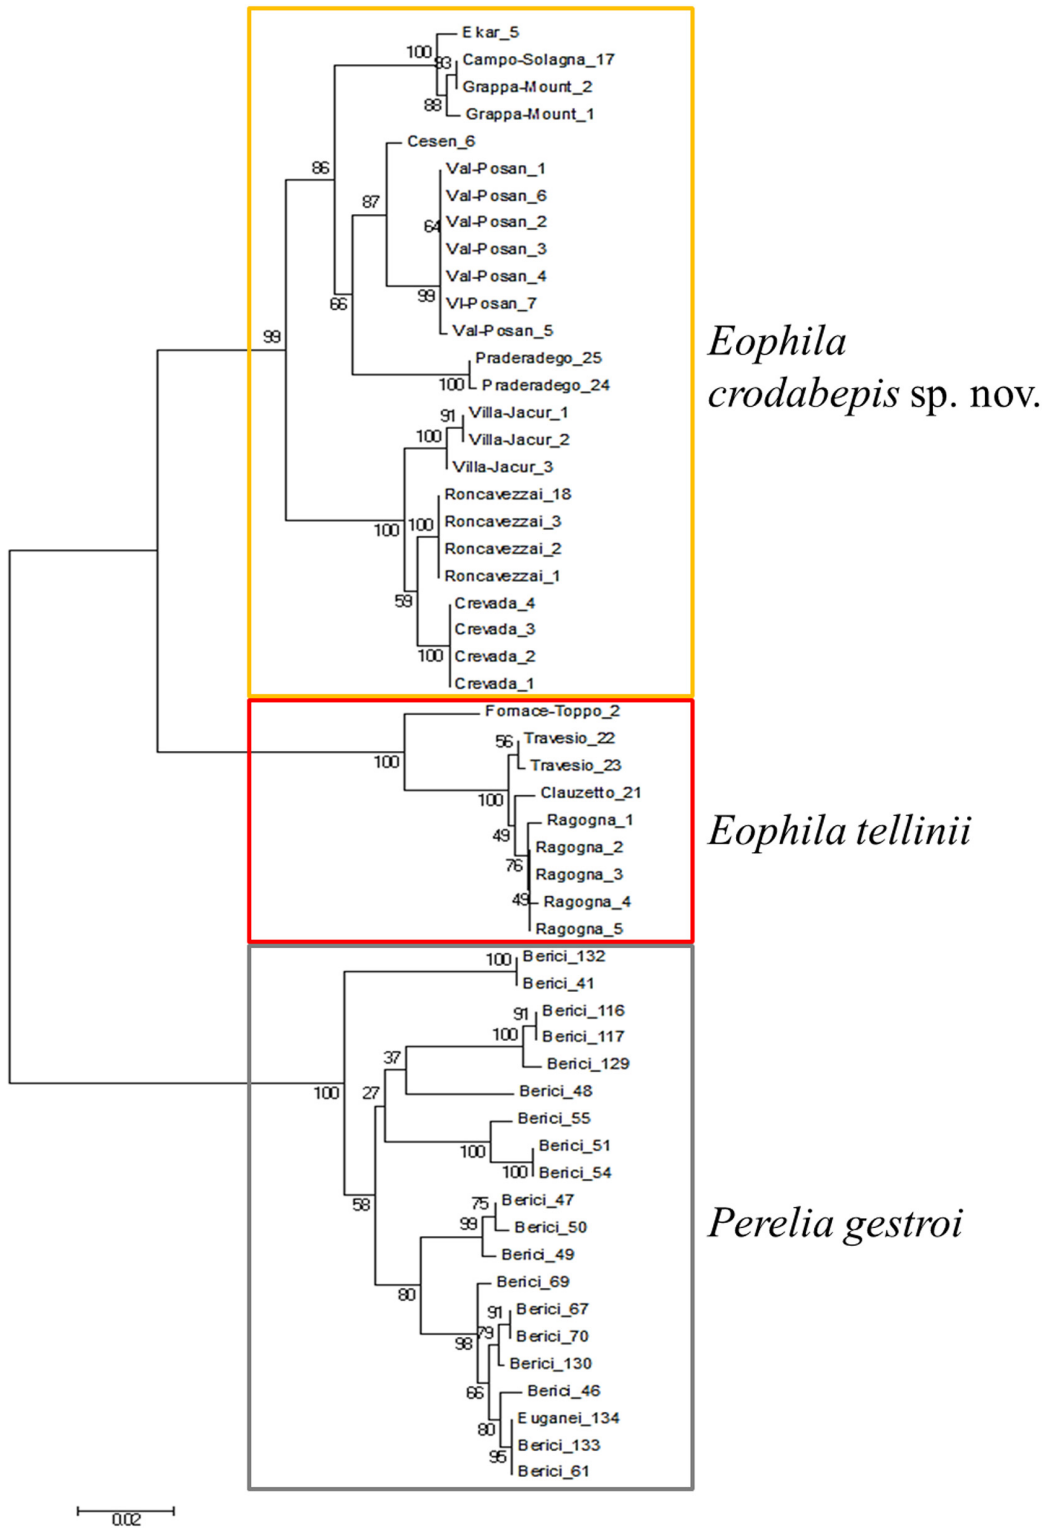 Ekar_5
100
93
Campo-Solagna_17
Grappa-Mount_2
88
Grappa-Mount_1
Cesen_6
86
Val-Posan_1
87
Val-Posan_6
64
Val-Posan_2
Val-Posan_3
Val-Posan_4
99
66
Vl-Posan_7
Val-Posan_5
99
Eophila
crodabepis sp. nov.
Praderadego_25
100
Praderadego_24
91
Villa-Jacur_1
100
Villa-Jacur_2
Villa-Jacur_3
Roncavezzai_18
100
100
Roncavezzai_3
Roncavezzai_2
Roncavezzai_1
59
Crevada_4
Crevada_3
100
Crevada_2
Crevada_1
Fornace-Toppo_2
56
Travesio_22
100
Travesio_23
100
Clauzetto_21
Ragogna_1
49
Eophila tellinii
Ragogna_2
76
Ragogna_3
49
Ragogna_4
Ragogna_5
100
Berici_132
Berici_41
91
Berici_116
100
Berici_117
37
Berici_129
100
27
Berici_48
Berici_55
100
Berici_51
100
Berici_54
58
75
Berici_47
99
Berici_50
Perelia gestroi
Berici_49
80
Berici_69
91
Berici_67
79
98
Berici_70
Berici_130
66
Berici_46
80
Euganei_134
95
Berici_133
Berici_61
0.02